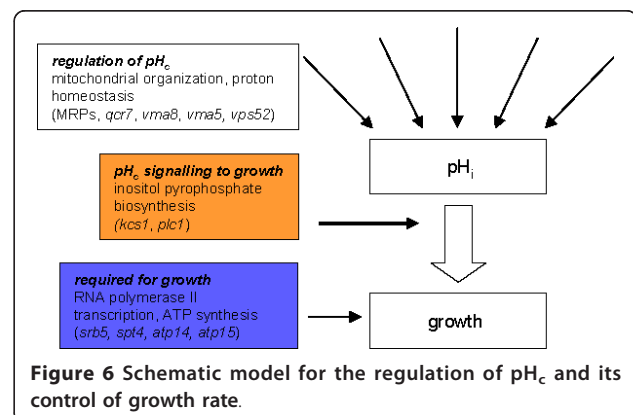 regulation of pHc
mitochondrial organization, proton
homeostasis
(MRPs, qcr7, vma8, vma5, vps52)
pHi
pHc signalling to growth
inositol pyrophosphate
biosynthesis
(kcs1, plc1)
required for growth
RNA polymerase II
transcription, ATP synthesis
(srb5, spt4, atp14, atp15)
growth
Figure 6 Schematic model for the regulation of pHc and its
control of growth rate.